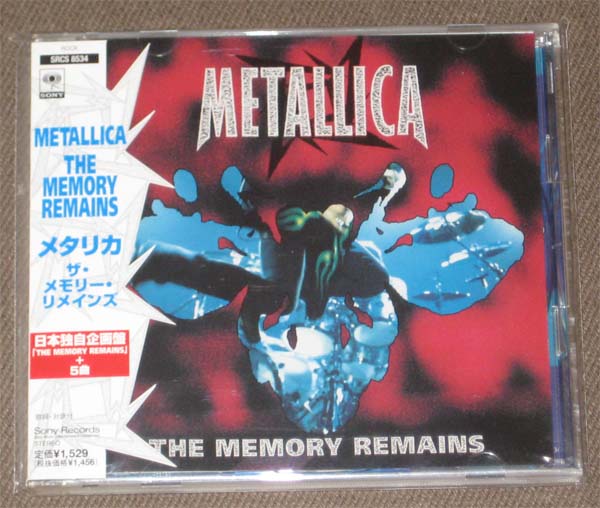 ROCK
SRCS 8534
SONY
METALLICA
THE
MEMORY
REMAINS
メタリカ
ザ・
メモリー・
リメインズ
日本独自企画盤
「THE MEMORY REMAINS」
+
5曲
Sony Records
STEREO
定価¥1,529
(税抜価格¥1,456)
METALLICA
THE MEMORY REMAINS